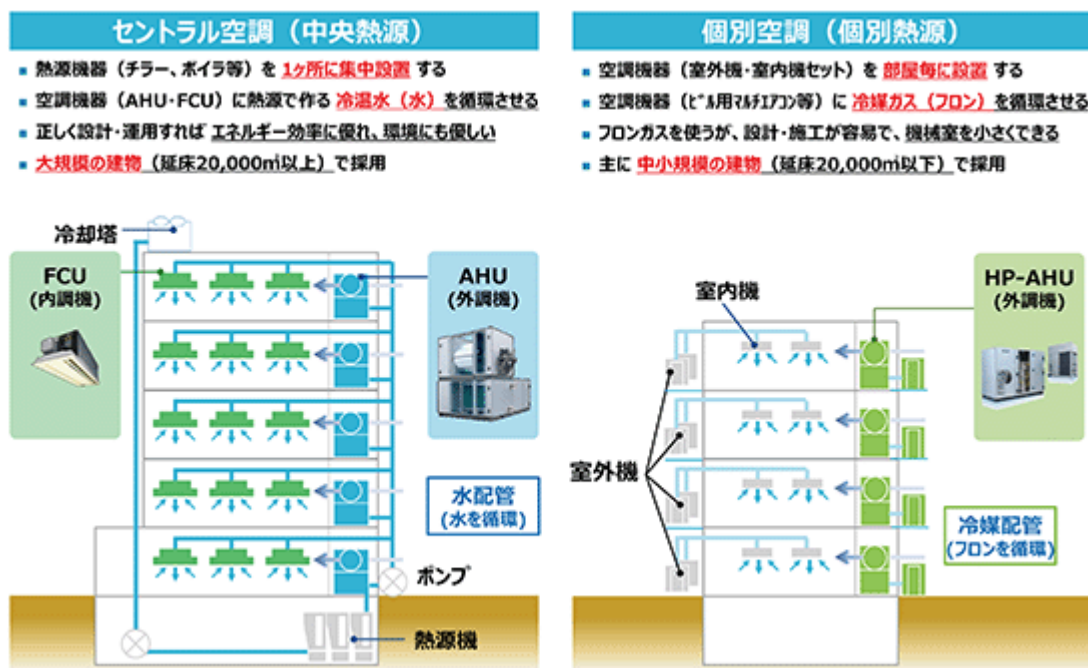 セントラル空調（中央熱源）
熱源機器（チラー、ボイラ等）を 1ヶ所に集中設置 する
空調機器（AHU・FCU）に熱源で作る 冷温水（水）を循環させる
正しく設計・運用すれば エネルギー効率に優れ、環境にも優しい
大規模の建物（延床20,000㎡以上）で採用
冷却塔
FCU
(内調機)
AHU
(外調機)
水配管
(水を循環)
ポンプ
熱源機
個別空調（個別熱源）
空調機器（室外機・室内機セット）を 部屋毎に設置 する
空調機器（ビル用マルチエアコン等）に 冷媒ガス（フロン）を循環させる
フロンガスを使うが、設計・施工が容易で、機械室を小さくできる
主に 中小規模の建物（延床20,000㎡以下）で採用
室内機
HP-AHU
(外調機)
室外機
冷媒配管
(フロンを循環)